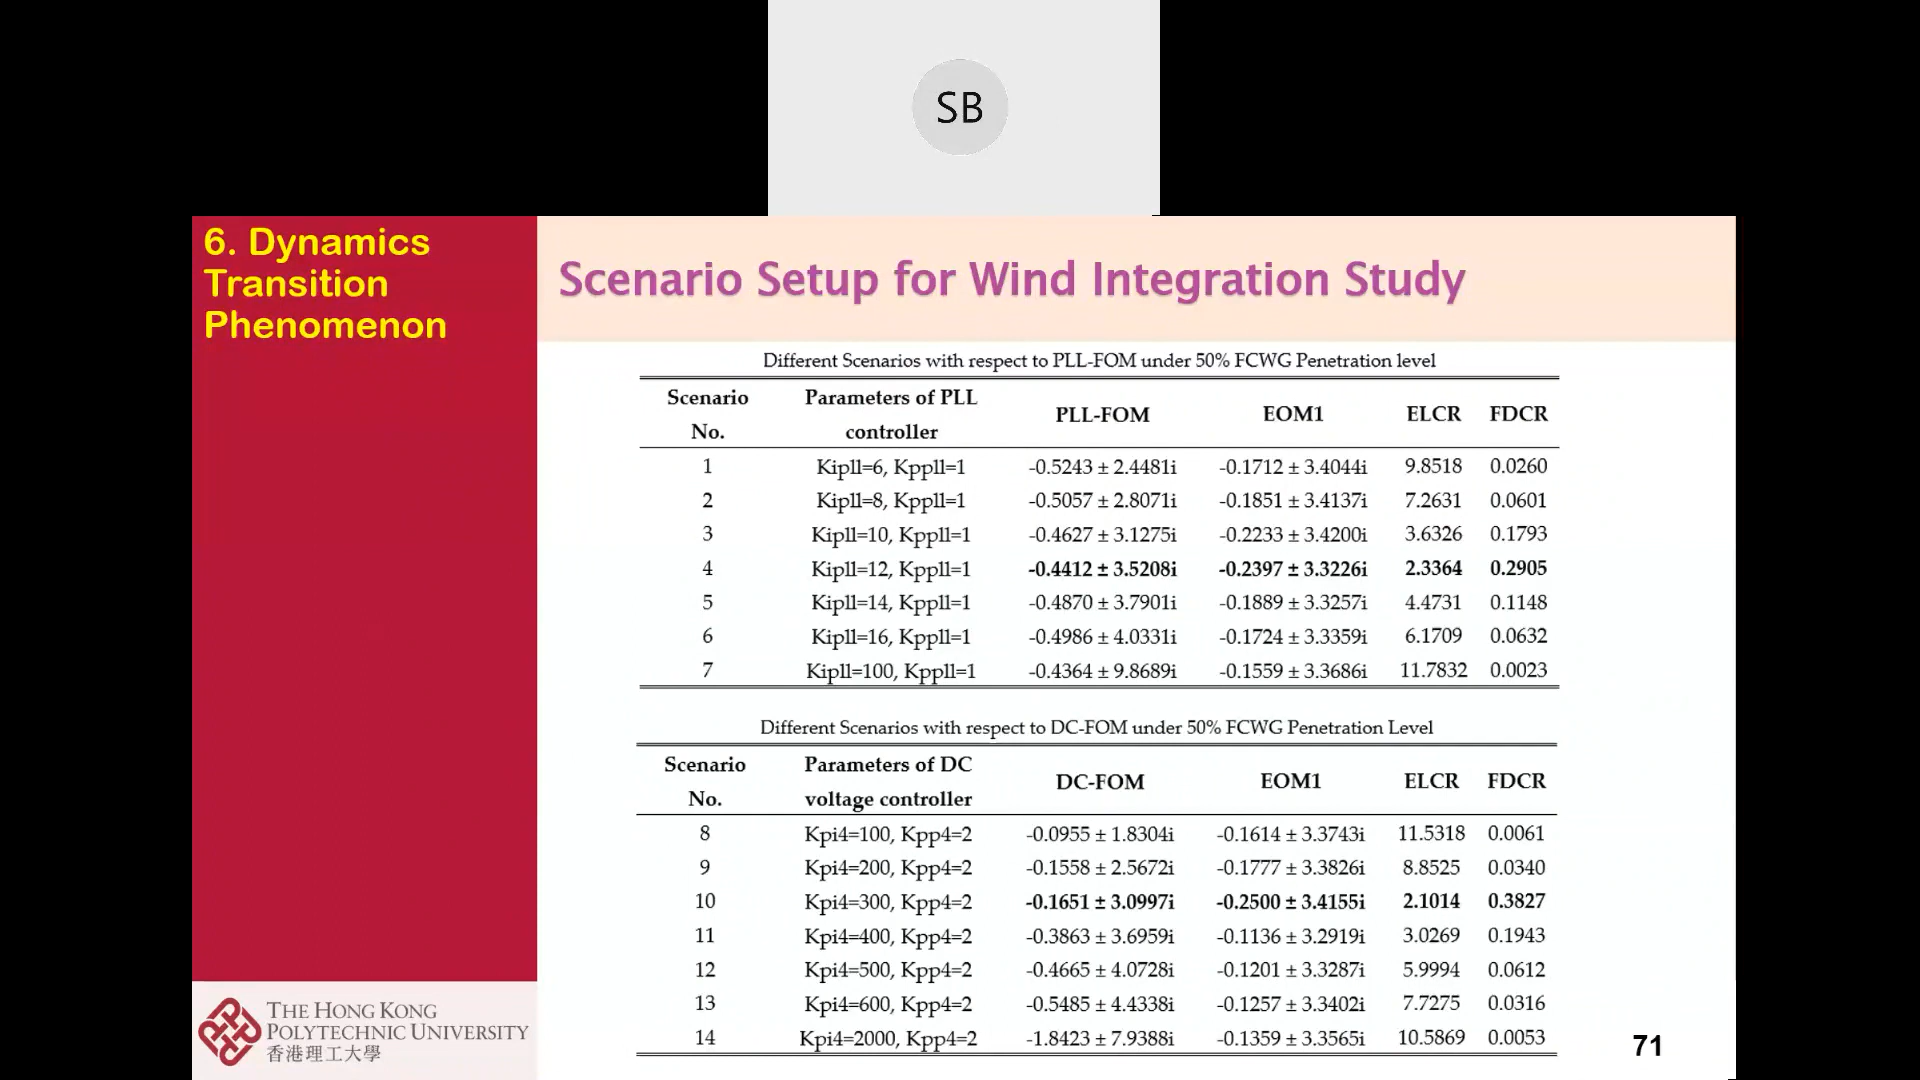 SB
6. Dynamics
Transition
Phenomenon
Scenario Setup for Wind Integration Study
Different Scenarios with respect to PLL-FOM under 50% FCWG Penetration level
Scenario No. Parameters of PLL controller PLL-FOM EOM1 ELCR FDCR
1 Kipll=6, Kppll=1 -0.5243 ± 2.4481i -0.1712 ± 3.4044i 9.8518 0.0260
2 Kipll=8, Kppll=1 -0.5057 ± 2.8071i -0.1851 ± 3.4137i 7.2631 0.0601
3 Kipll=10, Kppll=1 -0.4627 ± 3.1275i -0.2233 ± 3.4200i 3.6326 0.1793
4 Kipll=12, Kppll=1 -0.4412 ± 3.5208i -0.2397 ± 3.3226i 2.3364 0.2905
5 Kipll=14, Kppll=1 -0.4870 ± 3.7901i -0.1889 ± 3.3257i 4.4731 0.1148
6 Kipll=16, Kppll=1 -0.4986 ± 4.0331i -0.1724 ± 3.3359i 6.1709 0.0632
7 Kipll=100, Kppll=1 -0.4364 ± 9.8689i -0.1559 ± 3.3686i 11.7832 0.0023
Different Scenarios with respect to DC-FOM under 50% FCWG Penetration Level
Scenario No. Parameters of DC voltage controller DC-FOM EOM1 ELCR FDCR
8 Kpi4=100, Kpp4=2 -0.0955 ± 1.8304i -0.1614 ± 3.3743i 11.5318 0.0061
9 Kpi4=200, Kpp4=2 -0.1558 ± 2.5672i -0.1777 ± 3.3826i 8.8525 0.0340
10 Kpi4=300, Kpp4=2 -0.1651 ± 3.0997i -0.2500 ± 3.4155i 2.1014 0.3827
11 Kpi4=400, Kpp4=2 -0.3863 ± 3.6959i -0.1136 ± 3.2919i 3.0269 0.1943
12 Kpi4=500, Kpp4=2 -0.4665 ± 4.0728i -0.1201 ± 3.3287i 5.9994 0.0612
13 Kpi4=600, Kpp4=2 -0.5485 ± 4.4338i -0.1257 ± 3.3402i 7.7275 0.0316
14 Kpi4=2000, Kpp4=2 -1.8423 ± 7.9388i -0.1359 ± 3.3565i 10.5869 0.0053
THE HONG KONG
POLYTECHNIC UNIVERSITY
香港理工大學
71